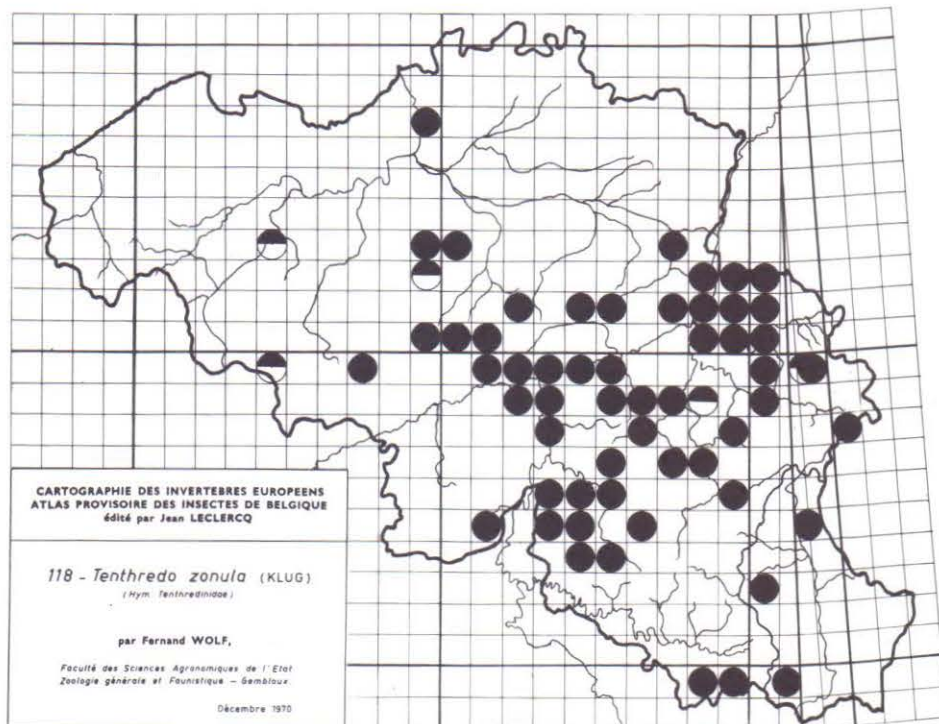 CARTOGRAPHIE DES INVERTEBRES EUROPEENS
ATLAS PROVISOIRE DES INSECTES DE BELGIQUE
édité par Jean LECLERCQ
118 - Tenthredo zonula (KLUG)
(Hym. Tenthredinidae)
par Fernand WOLF,
Faculté des Sciences Agronomiques de l'Etat
Zoologie générale et Faunistique - Gembloux.
Décembre 1970